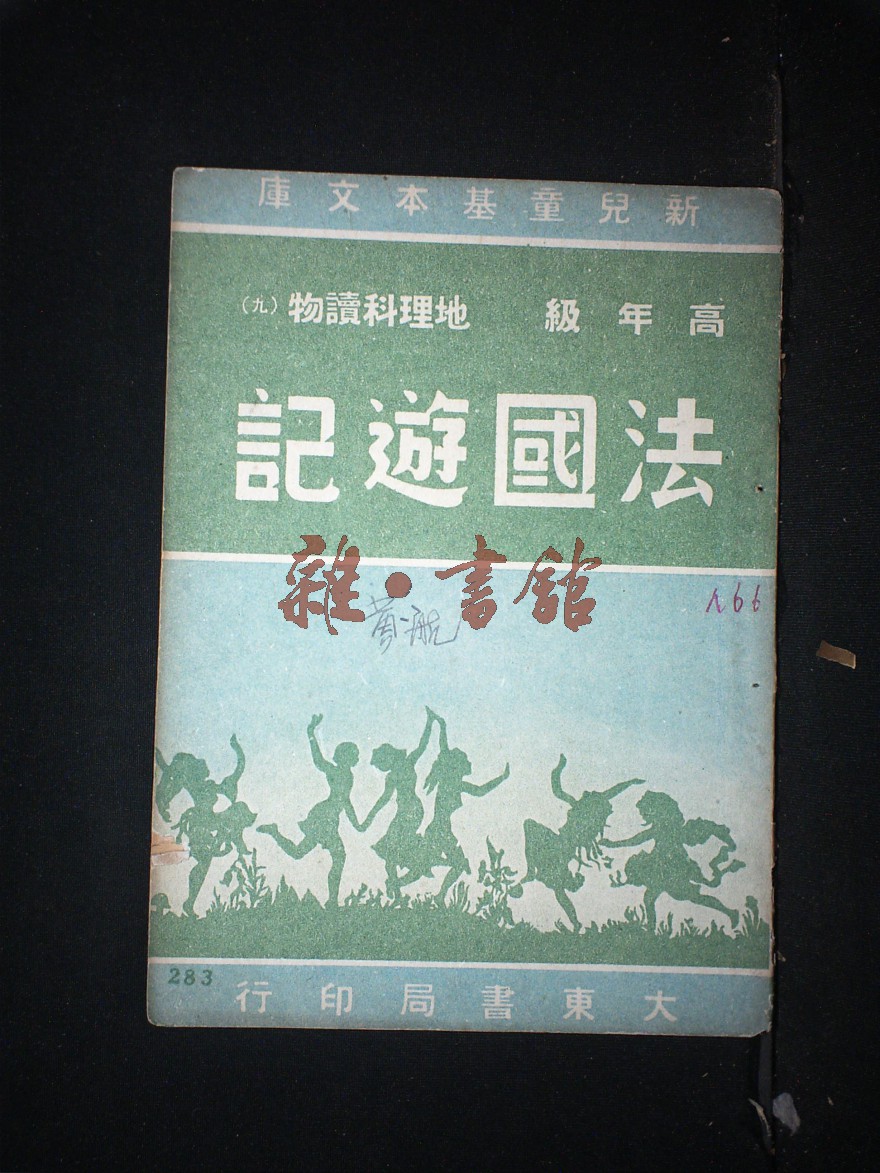 新兒童基本文庫
高年級 地理科讀物（九）
法國遊記
雜·書館
166
283
大東書局印行